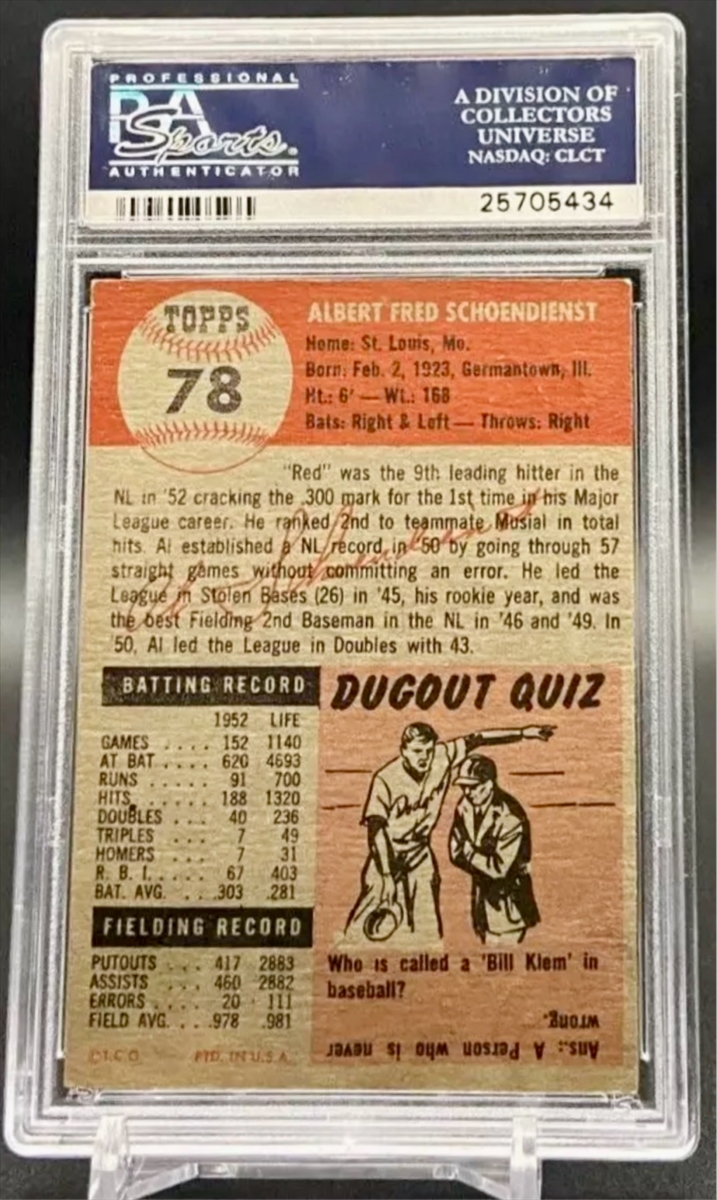 PROFESSIONAL
PSA
Sports.
AUTHENTICATOR
A DIVISION OF
COLLECTORS
UNIVERSE
NASDAQ: CLCT
25705434
TOPPS
78
ALBERT FRED SCHOENDIENST
Home: St. Louis, Mo.
Born: Feb. 2, 1923, Germantown, Ill.
Ht.: 6' — Wt.: 168
Bats: Right & Left — Throws: Right
"Red" was the 9th leading hitter in the
NL in '52 cracking the .300 mark for the 1st time in his Major
League career. He ranked 2nd to teammate Musial in total
hits. Al established a NL record in '50 by going through 57
straight games without committing an error. He led the
League in Stolen Bases (26) in '45, his rookie year, and was
the best Fielding 2nd Baseman in the NL in '46 and '49. In
'50, Al led the League in Doubles with 43.
BATTING RECORD
1952 LIFE
GAMES .... 152 1140
AT BAT .... 620 4693
RUNS ..... 91 700
HITS ..... 188 1320
DOUBLES ... 40 236
TRIPLES ... 7 49
HOMERS ... 7 31
R. B. I. .... 67 403
BAT. AVG. ... .303 .281
FIELDING RECORD
PUTOUTS ... 417 2883
ASSISTS .... 460 2882
ERRORS .... 20 111
FIELD AVG. ... .978 .981
©T.C.G. PTD. IN U.S.A.
DUGOUT QUIZ
Dodgers
Who is called a 'Bill Klem' in
baseball?
Ans.: A Person who is never
wrong.